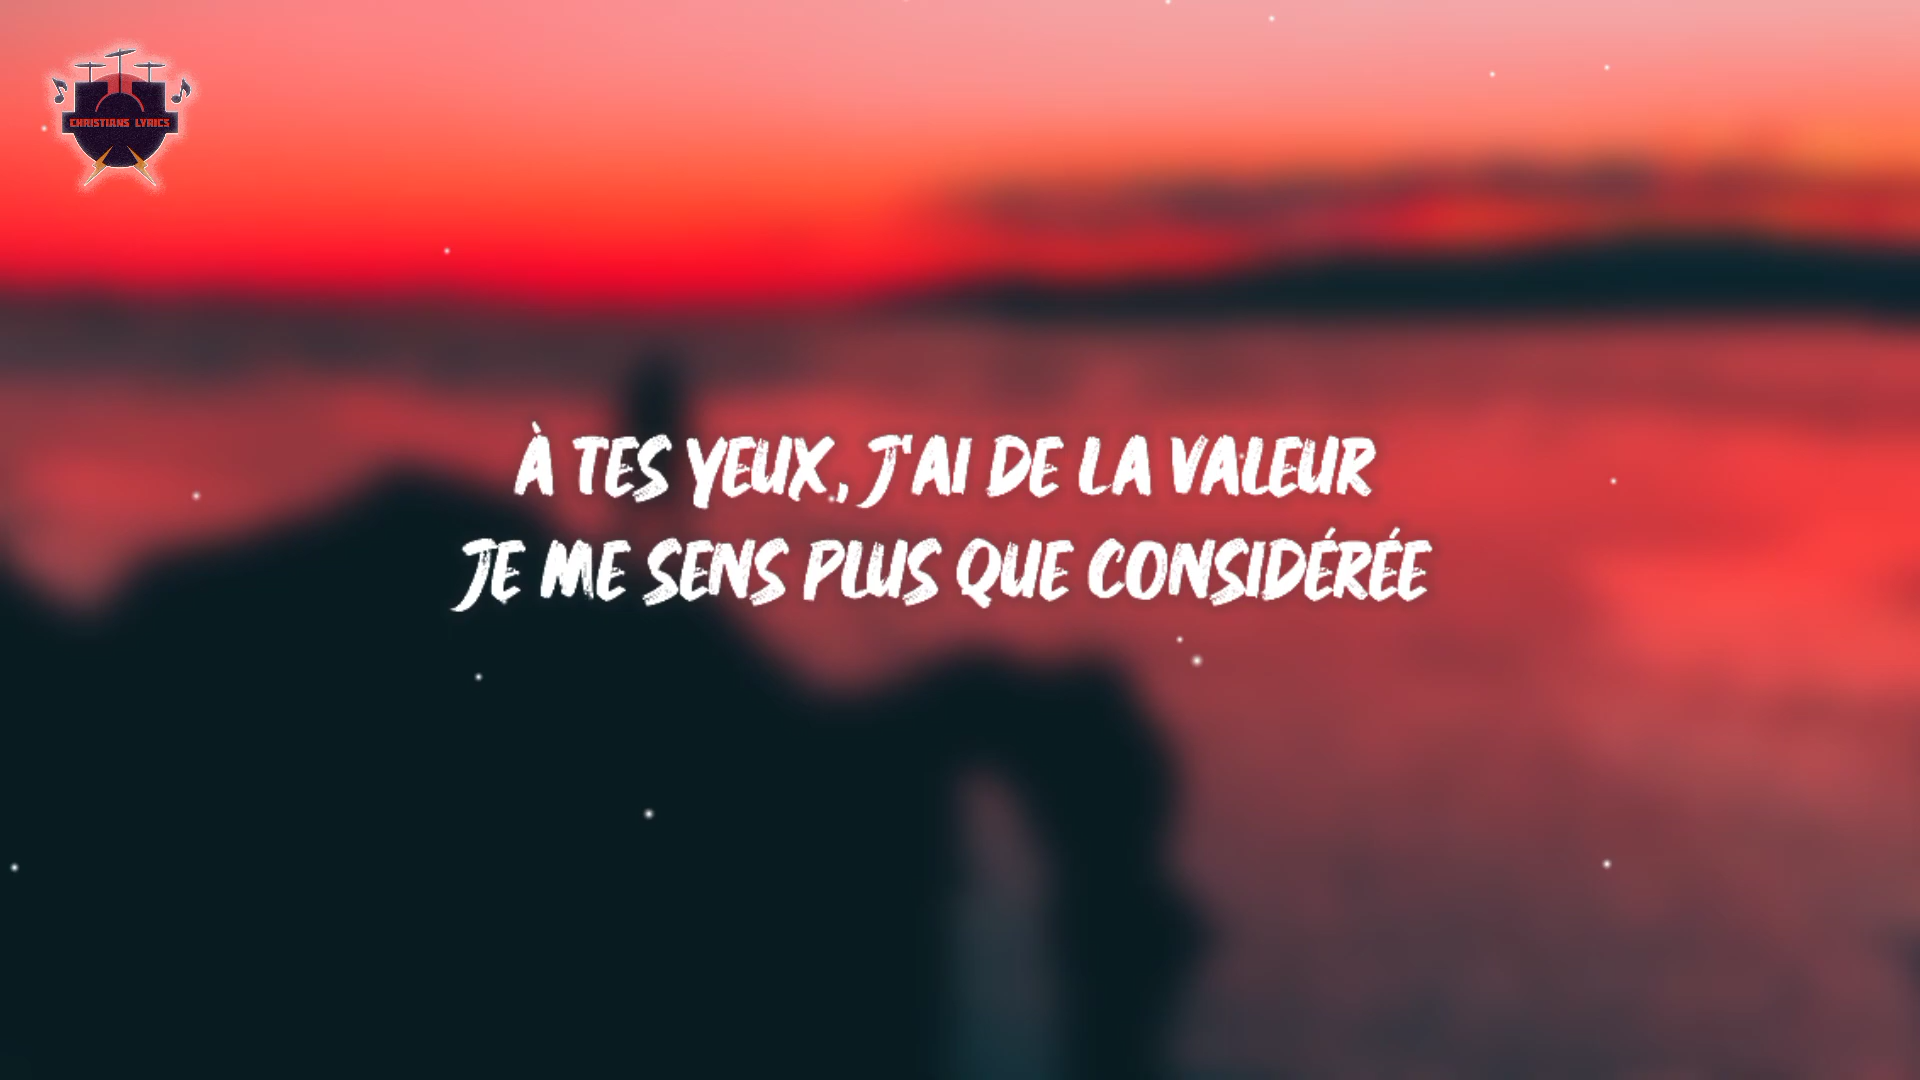 CHRISTIANS LYRICS
À TES YEUX, J'AI DE LA VALEUR
JE ME SENS PLUS QUE CONSIDÉRÉE